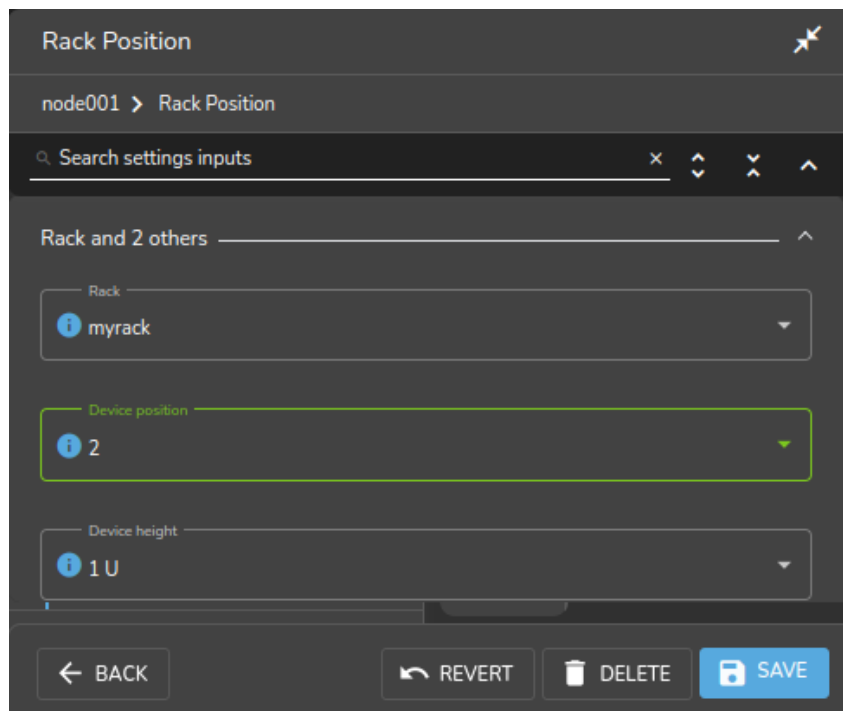 Rack Position
node001 > Rack Position
Search settings inputs
Rack and 2 others
Rack
myrack
Device position
2
Device height
1 U
BACK REVERT DELETE SAVE